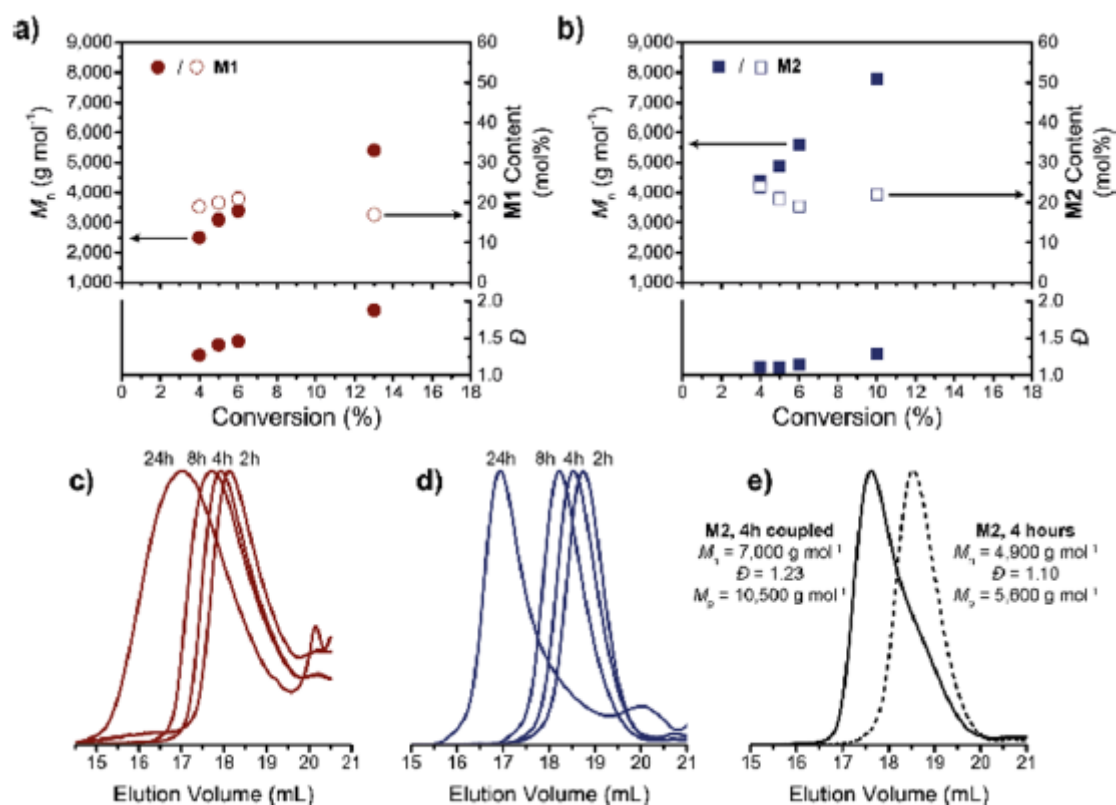 a)
9,000
8,000
7,000
6,000
5,000
4,000
3,000
2,000
1,000
Mn (g mol⁻¹)
/ M1
60
50
40
30
20
10
0
M1 Content
(mol%)
2.0
1.5
1.0
Đ
0 2 4 6 8 10 12 14 16 18
Conversion (%)
b)
9,000
8,000
7,000
6,000
5,000
4,000
3,000
2,000
1,000
Mn (g mol⁻¹)
/ M2
60
50
40
30
20
10
0
M2 Content
(mol%)
2.0
1.5
1.0
Đ
0 2 4 6 8 10 12 14 16 18
Conversion (%)
c)
24h 8h 4h 2h
15 16 17 18 19 20 21
Elution Volume (mL)
d)
24h 8h 4h 2h
15 16 17 18 19 20 21
Elution Volume (mL)
e)
M2, 4h coupled
Mn = 7,000 g mol⁻¹
Đ = 1.23
Mp = 10,500 g mol⁻¹
M2, 4 hours
Mn = 4,900 g mol⁻¹
Đ = 1.10
Mp = 5,600 g mol⁻¹
15 16 17 18 19 20 21
Elution Volume (mL)